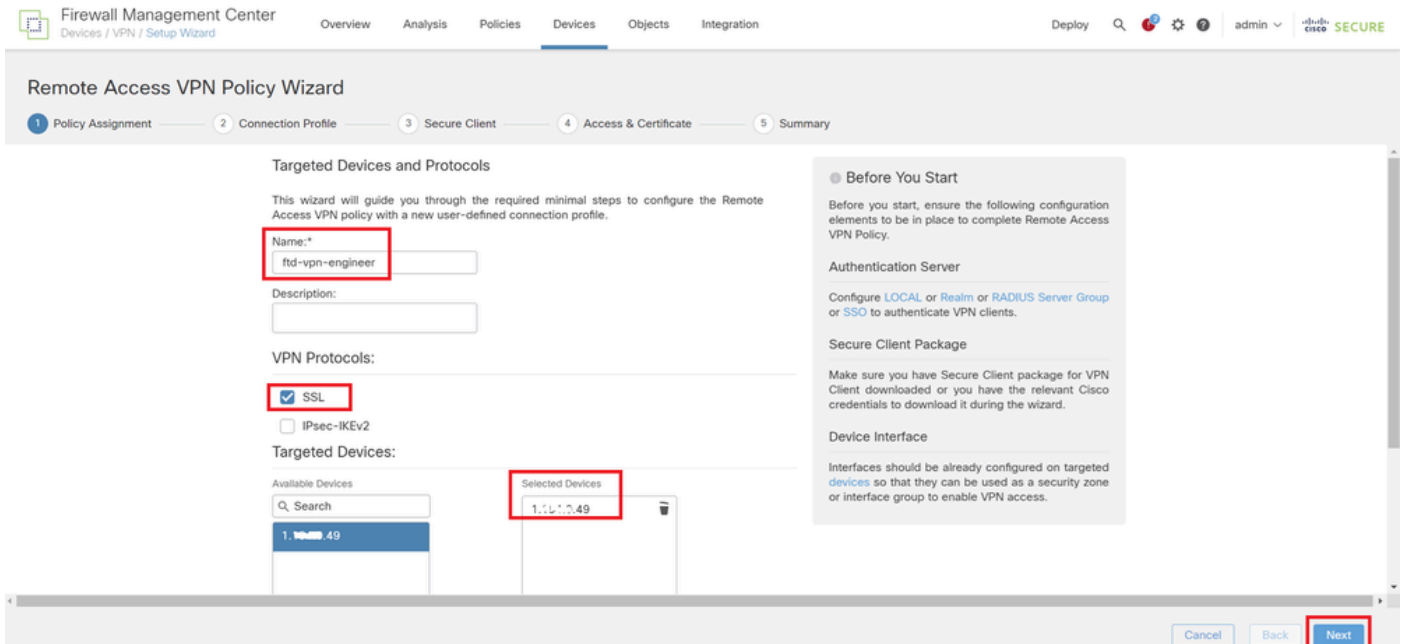 Firewall Management Center
Devices / VPN / Setup Wizard
Overview Analysis Policies Devices Objects Integration
Deploy 2 admin cisco SECURE
Remote Access VPN Policy Wizard
1 Policy Assignment 2 Connection Profile 3 Secure Client 4 Access & Certificate 5 Summary
Targeted Devices and Protocols
This wizard will guide you through the required minimal steps to configure the Remote
Access VPN policy with a new user-defined connection profile.
Name:*
ftd-vpn-engineer
Description:
VPN Protocols:
SSL
IPsec-IKEv2
Targeted Devices:
Available Devices
Search
1. .49
Selected Devices
1. .49
Before You Start
Before you start, ensure the following configuration
elements to be in place to complete Remote Access
VPN Policy.
Authentication Server
Configure LOCAL or Realm or RADIUS Server Group
or SSO to authenticate VPN clients.
Secure Client Package
Make sure you have Secure Client package for VPN
Client downloaded or you have the relevant Cisco
credentials to download it during the wizard.
Device Interface
Interfaces should be already configured on targeted
devices so that they can be used as a security zone
or interface group to enable VPN access.
Cancel Back Next